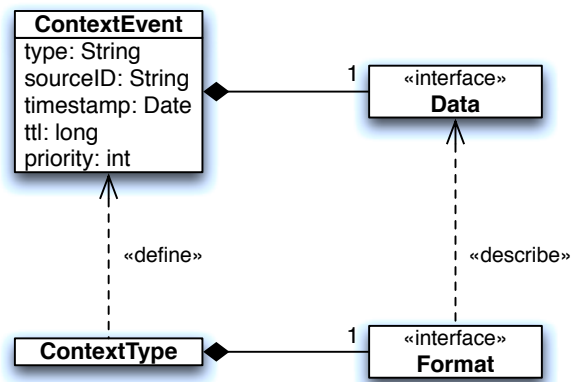 ContextEvent
type: String
sourceID: String
timestamp: Date
ttl: long
priority: int
1
«interface»
Data
«define»
«describe»
ContextType
1
«interface»
Format